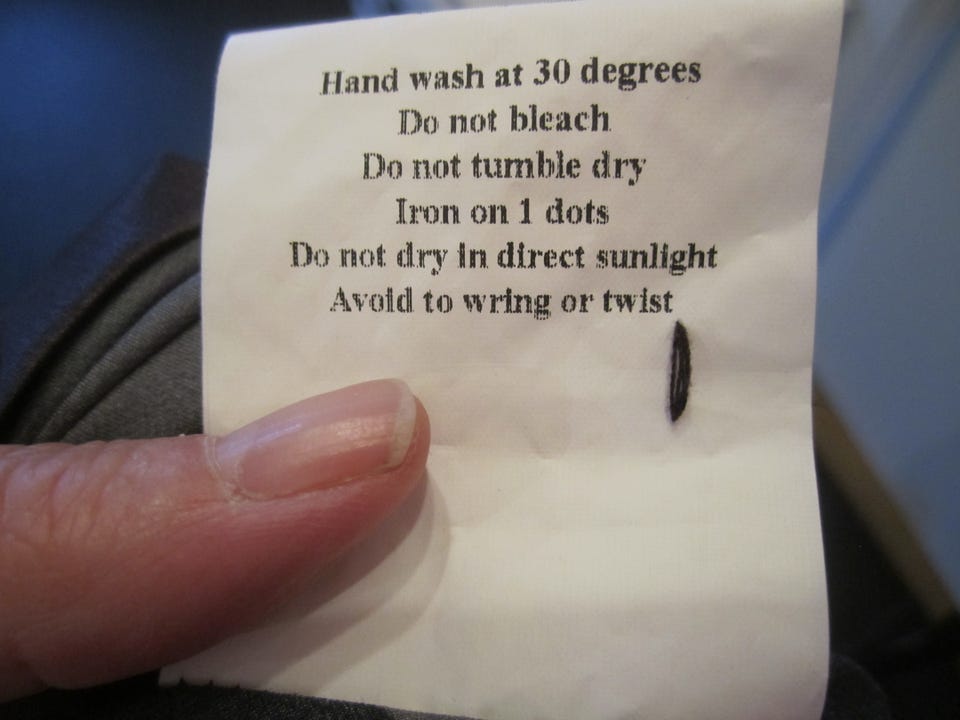 Hand wash at 30 degrees
Do not bleach
Do not tumble dry
Iron on 1 dots
Do not dry in direct sunlight
Avoid to wring or twist